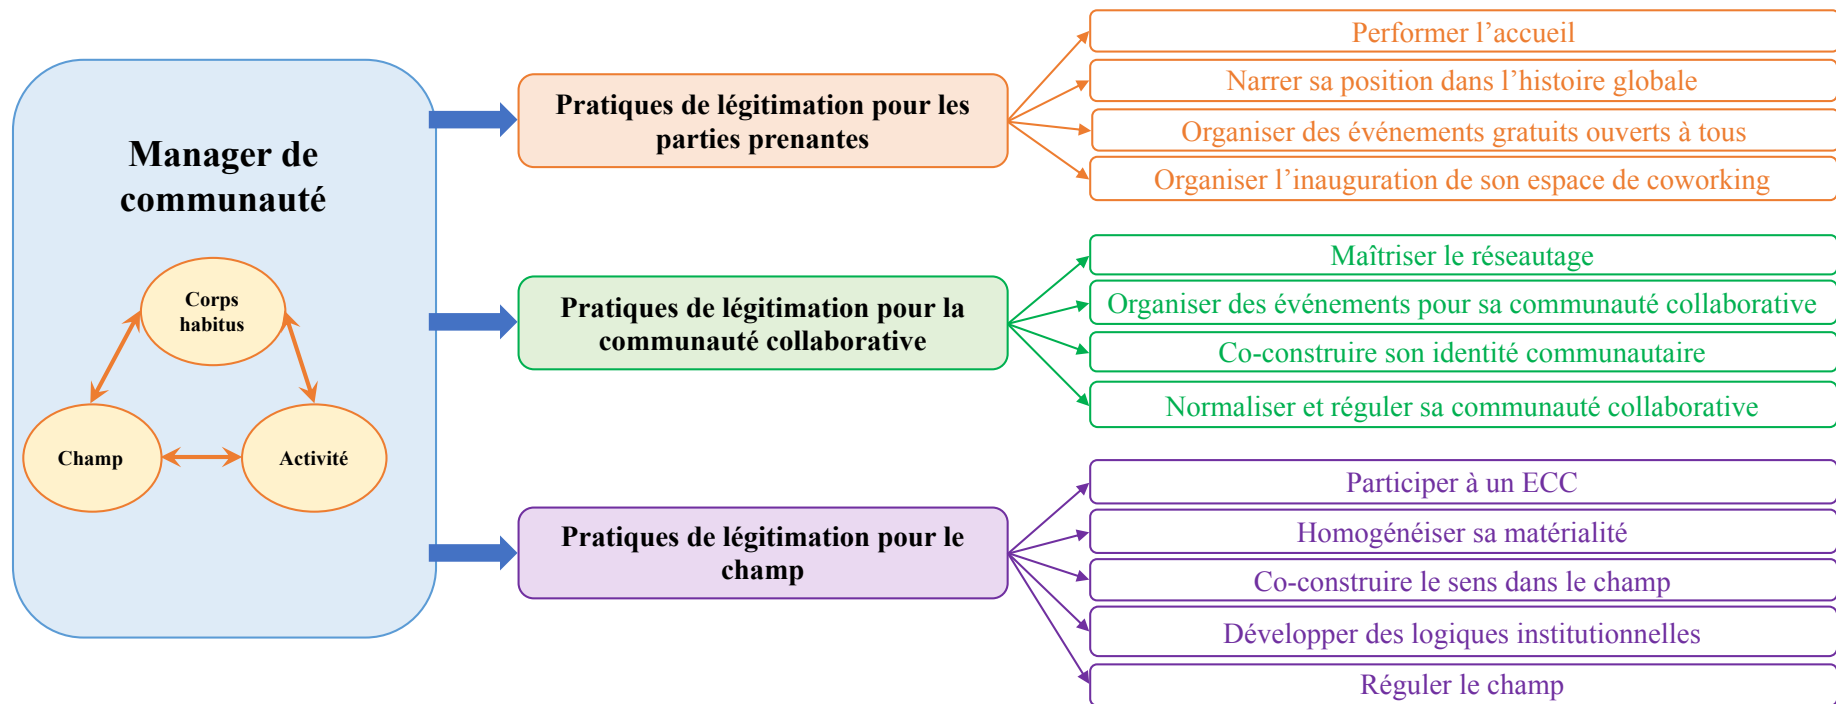 Manager de
communauté
Corps
habitus
Champ
Activité
Pratiques de légitimation pour les
parties prenantes
Performer l’accueil
Narrer sa position dans l’histoire globale
Organiser des événements gratuits ouverts à tous
Organiser l’inauguration de son espace de coworking
Pratiques de légitimation pour la
communauté collaborative
Maîtriser le réseautage
Organiser des événements pour sa communauté collaborative
Co-construire son identité communautaire
Normaliser et réguler sa communauté collaborative
Pratiques de légitimation pour le
champ
Participer à un ECC
Homogénéiser sa matérialité
Co-construire le sens dans le champ
Développer des logiques institutionnelles
Réguler le champ